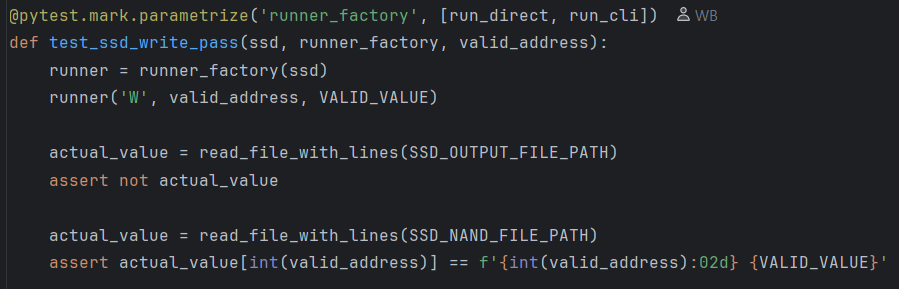 @pytest.mark.parametrize('runner_factory', [run_direct, run_cli])  WB
def test_ssd_write_pass(ssd, runner_factory, valid_address):
    runner = runner_factory(ssd)
    runner('W', valid_address, VALID_VALUE)

    actual_value = read_file_with_lines(SSD_OUTPUT_FILE_PATH)
    assert not actual_value

    actual_value = read_file_with_lines(SSD_NAND_FILE_PATH)
    assert actual_value[int(valid_address)] == f'{int(valid_address):02d} {VALID_VALUE}'